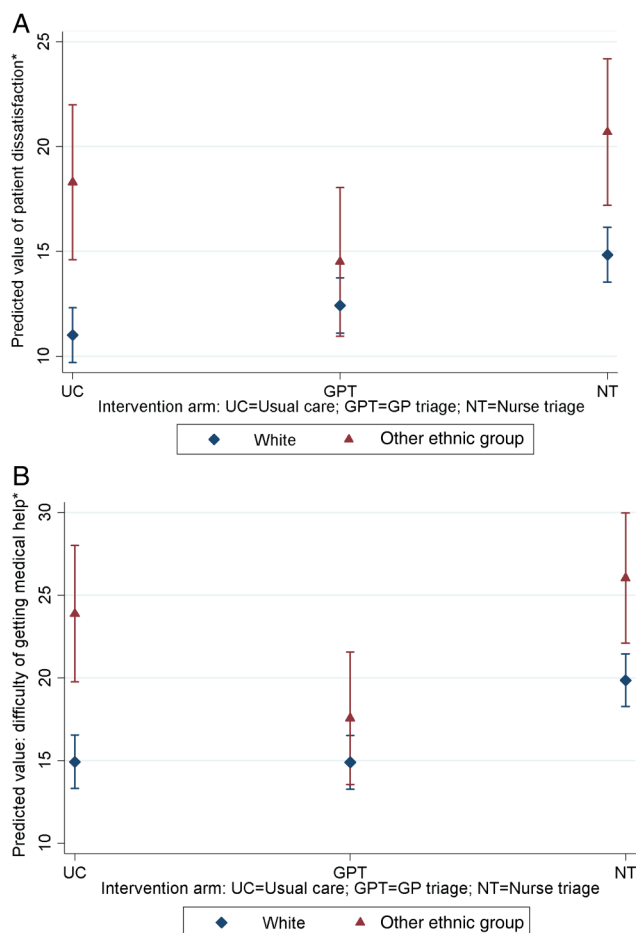 A
Predicted value of patient dissatisfaction*
25
20
15
10
UC
GPT
NT
Intervention arm: UC=Usual care; GPT=GP triage; NT=Nurse triage
White
Other ethnic group
B
Predicted value: difficulty of getting medical help*
30
25
20
15
10
UC
GPT
NT
Intervention arm: UC=Usual care; GPT=GP triage; NT=Nurse triage
White
Other ethnic group